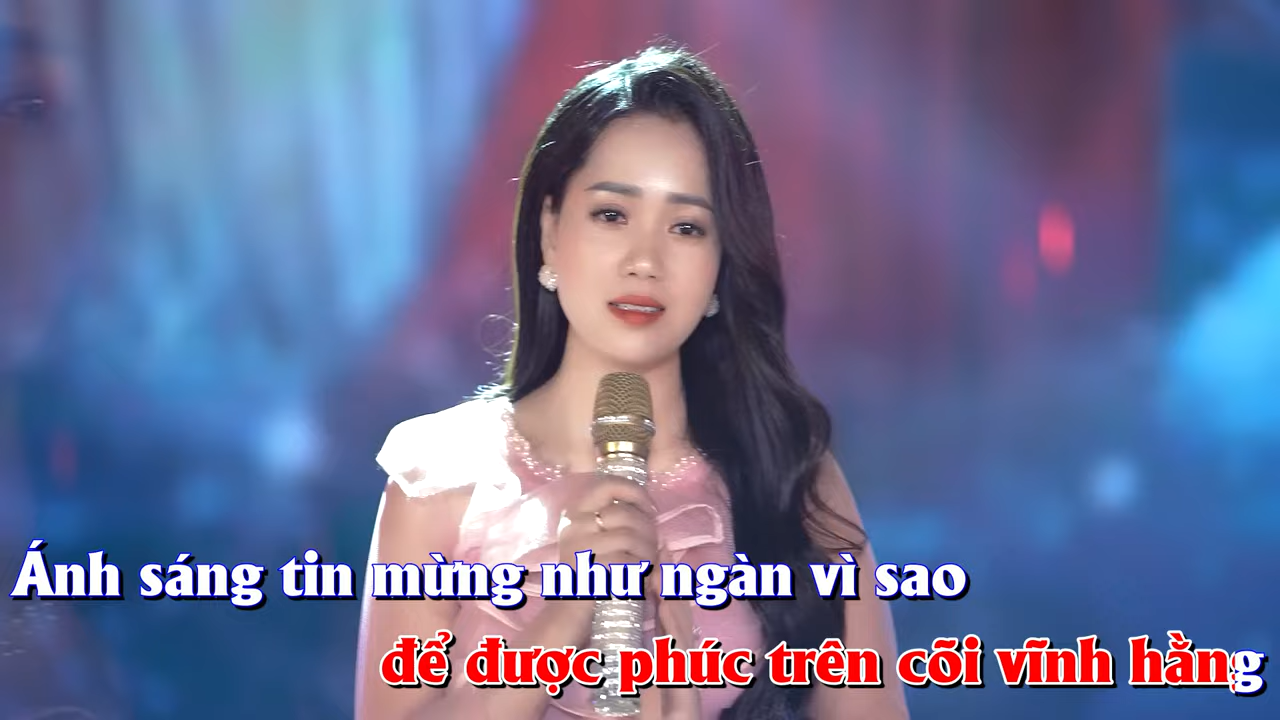 Ánh sáng tin mừng như ngàn vì sao
để được phúc trên cõi vĩnh hằng